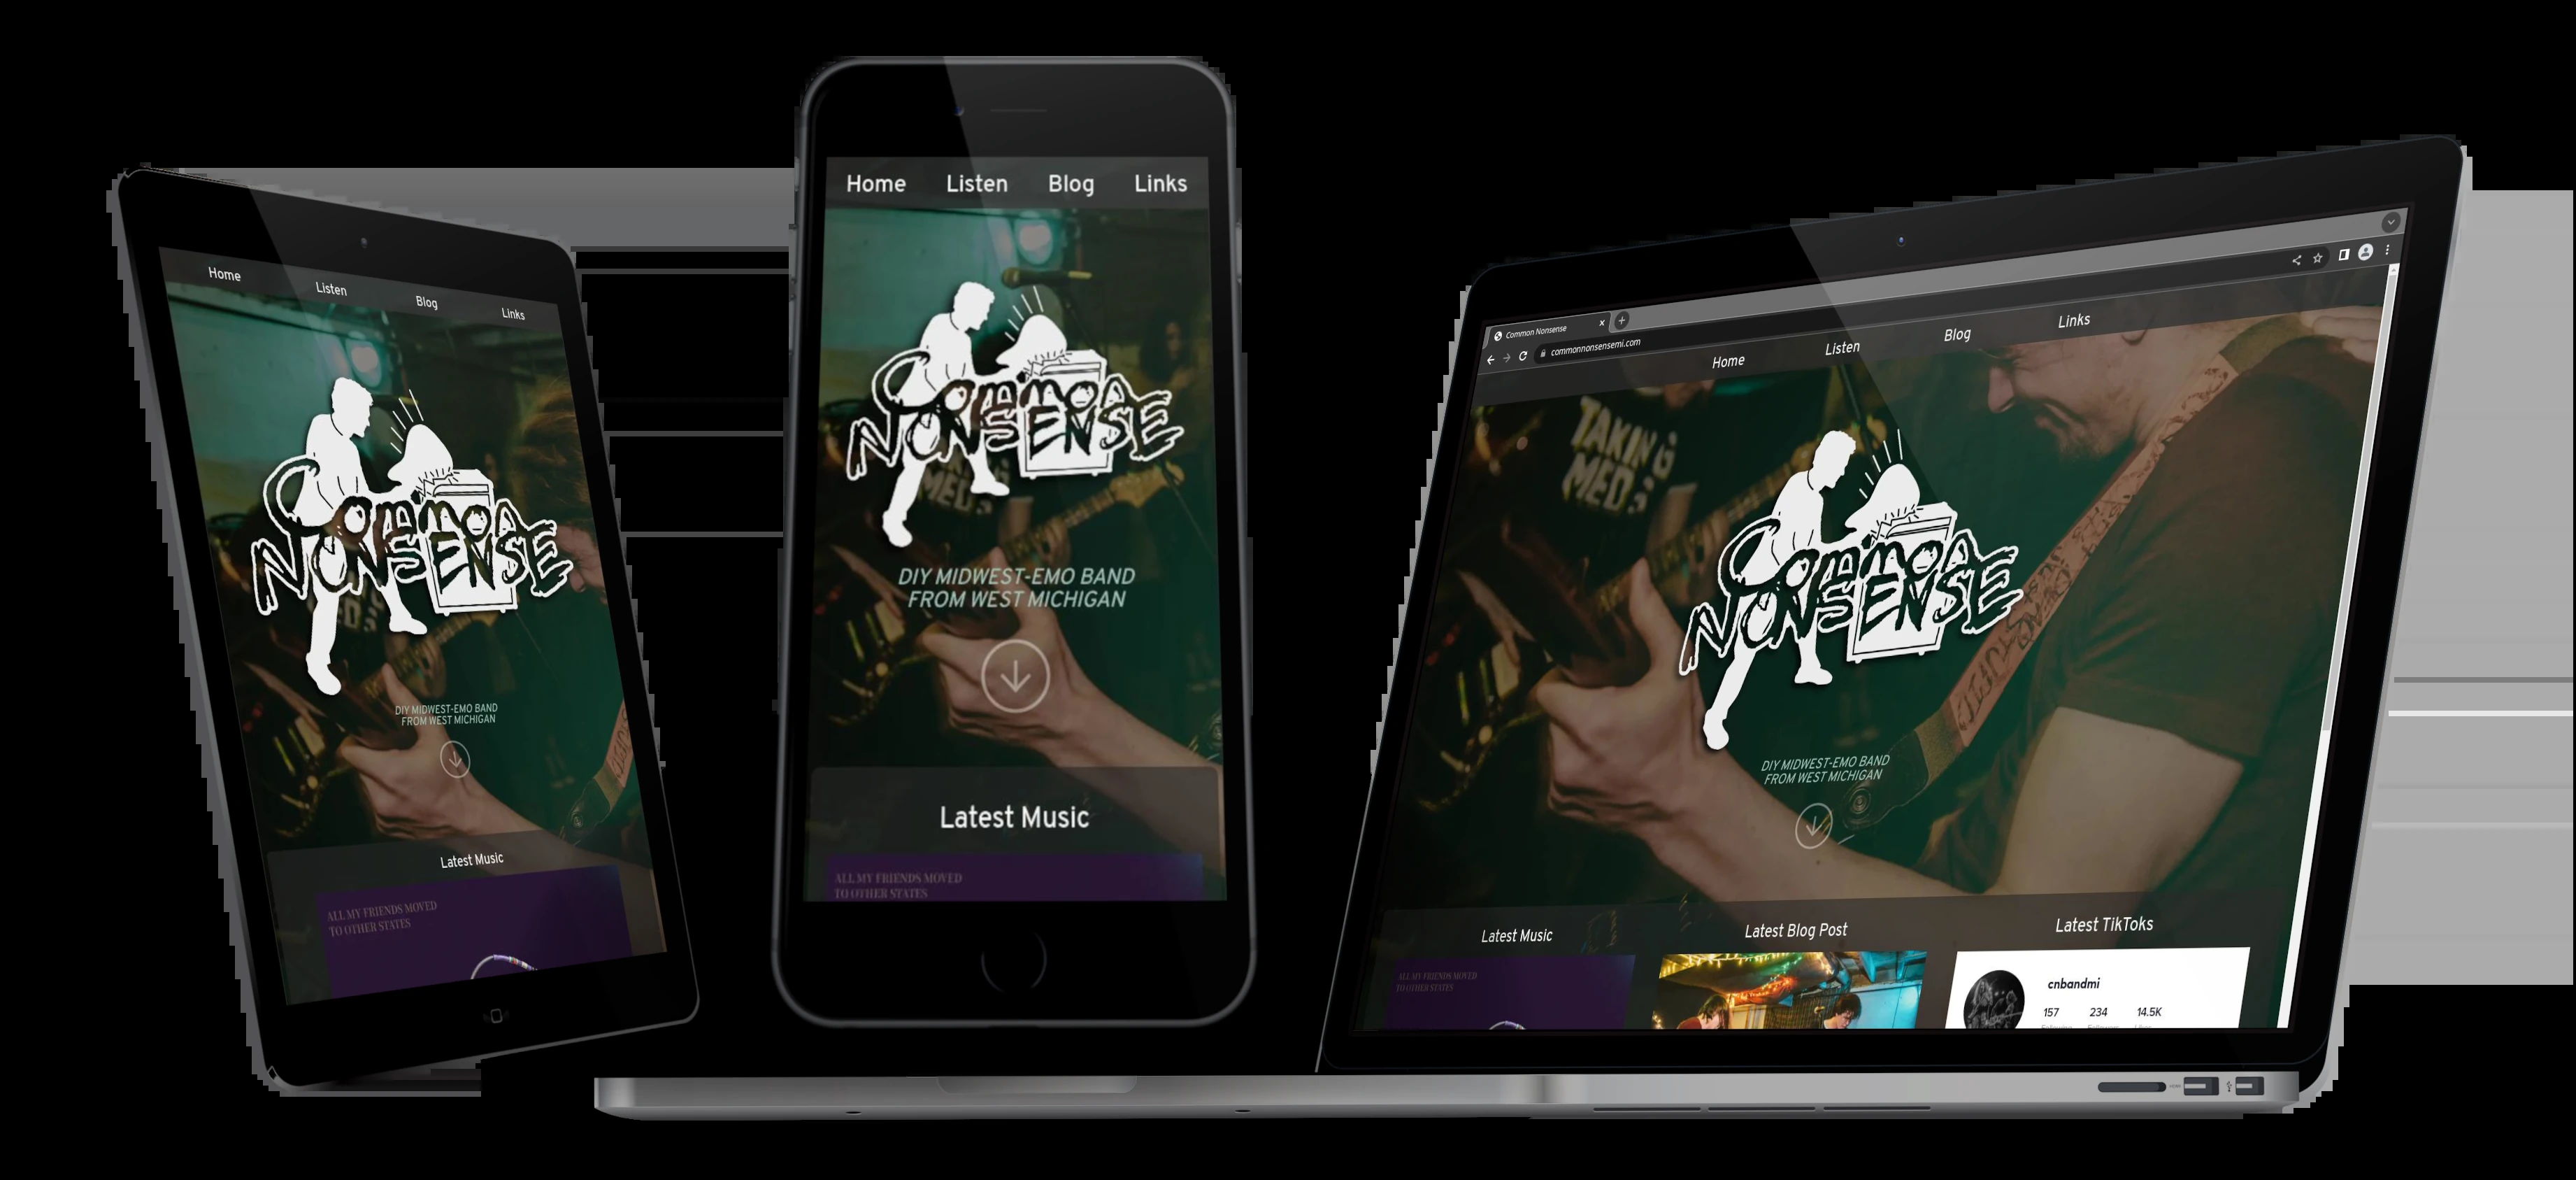 Home
Listen
Blog
Links
COMMON
NONSENSE
DIY MIDWEST-EMO BAND
FROM WEST MICHIGAN
Latest Music
ALL MY FRIENDS MOVED
TO OTHER STATES
Home Listen Blog Links
COMMON
NONSENSE
MEDS
DIY MIDWEST-EMO BAND
FROM WEST MICHIGAN
Latest Music
ALL MY FRIENDS MOVED
TO OTHER STATES
Common Nonsense
commonnonsensemi.com
Home Listen Blog Links
TAKING
MEDS
COMMON
NONSENSE
DIY MIDWEST-EMO BAND
FROM WEST MICHIGAN
Latest Music Latest Blog Post Latest TikToks
ALL MY FRIENDS MOVED
TO OTHER STATES
cnbandmi
157 234 14.5K